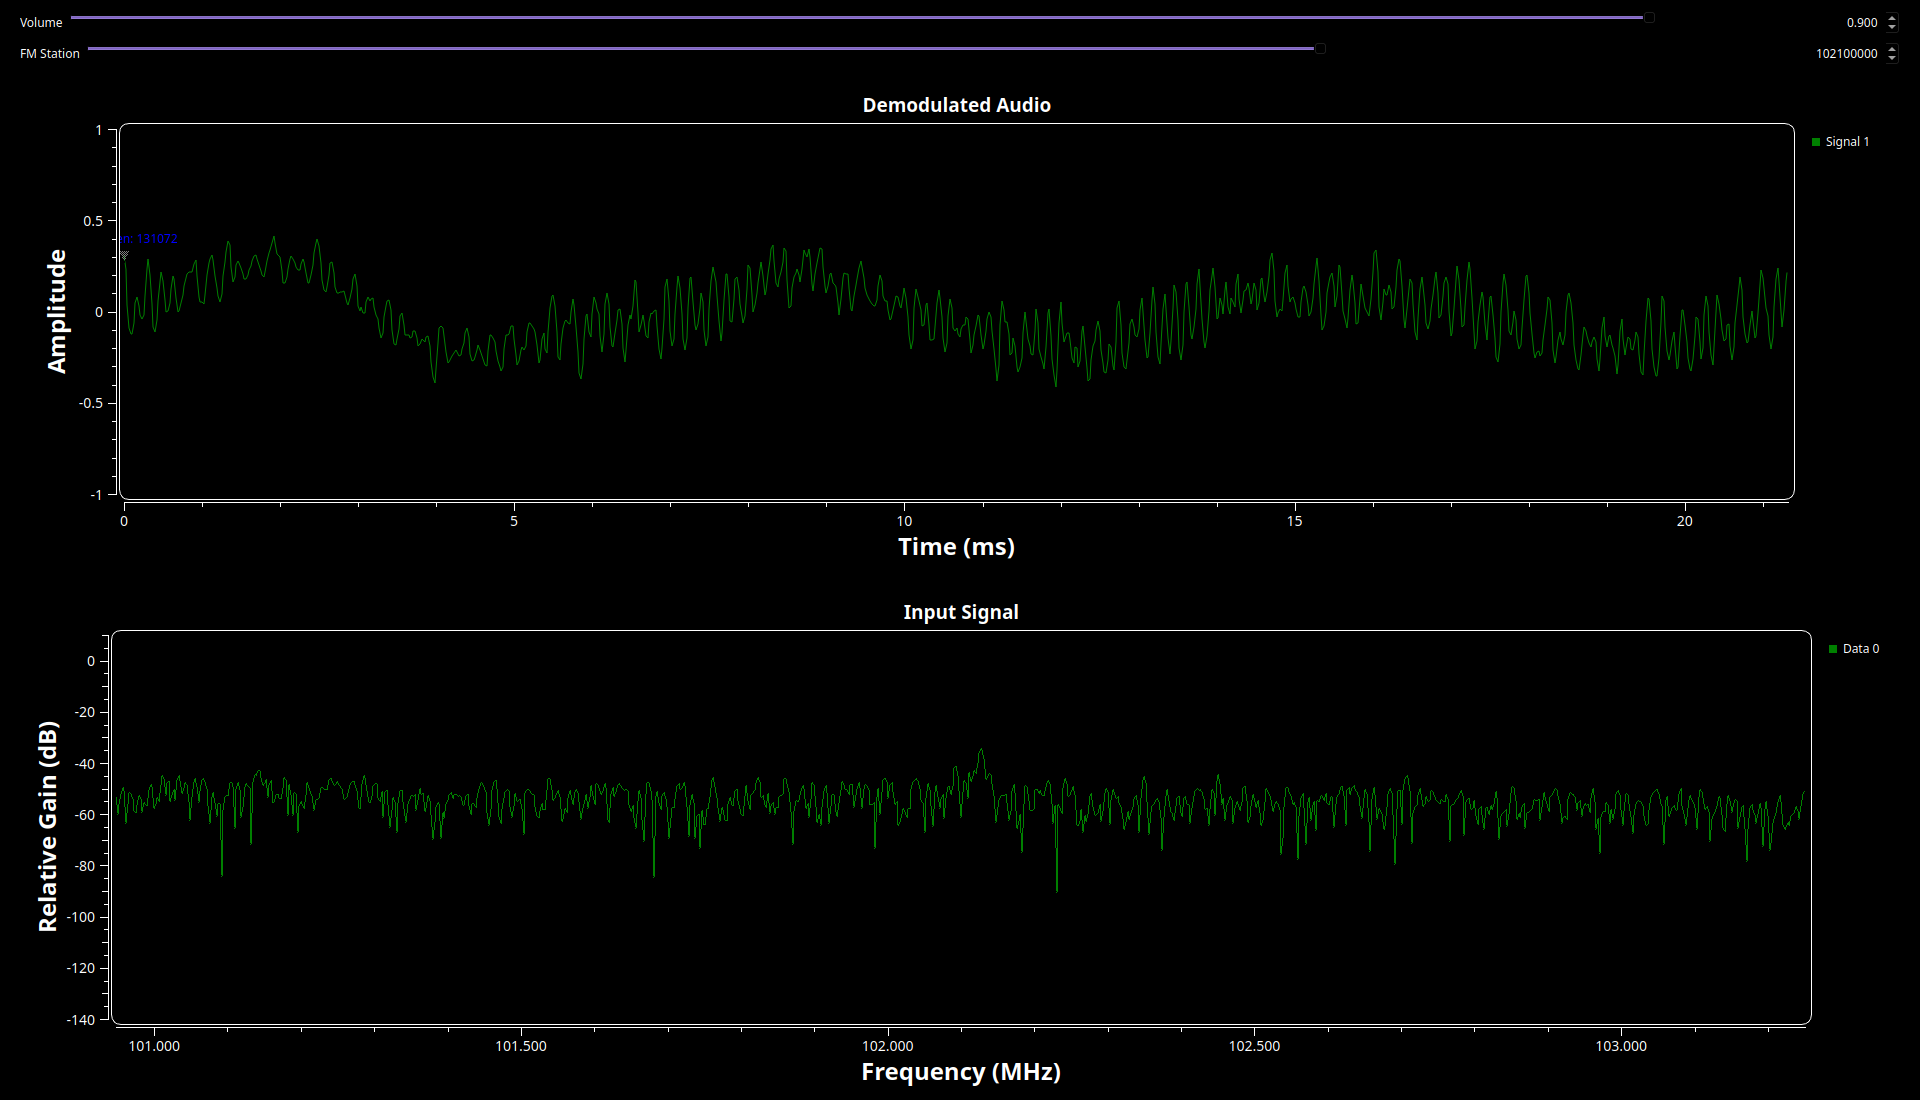 Volume 0.900
FM Station 102100000
Demodulated Audio
Signal 1
1
0.5
0
-0.5
-1
Amplitude
: 131072
0 5 10 15 20
Time (ms)
Input Signal
Data 0
0
-20
-40
-60
-80
-100
-120
-140
Relative Gain (dB)
101.000 101.500 102.000 102.500 103.000
Frequency (MHz)